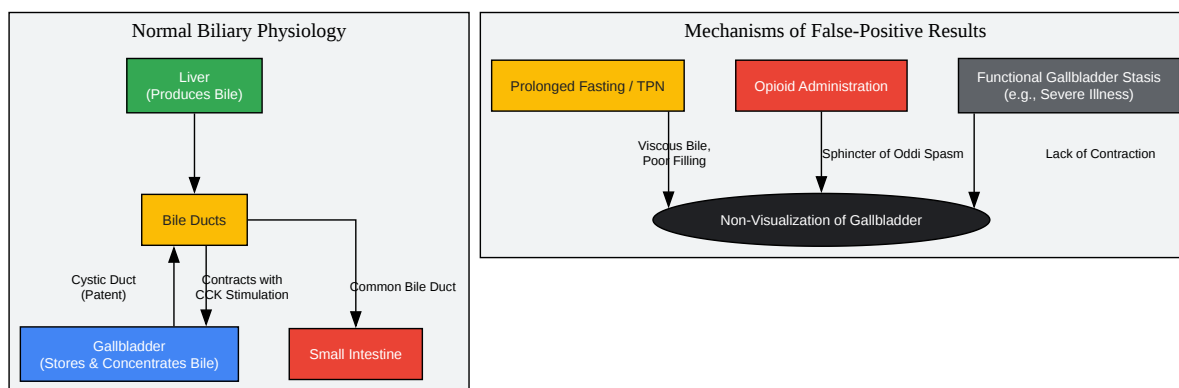 Normal Biliary Physiology
Liver
(Produces Bile)
Bile Ducts
Cystic Duct
(Patent)
Contracts with
CCK Stimulation
Common Bile Duct
Gallbladder
(Stores & Concentrates Bile)
Small Intestine
Mechanisms of False-Positive Results
Prolonged Fasting / TPN
Opioid Administration
Functional Gallbladder Stasis
(e.g., Severe Illness)
Viscous Bile,
Poor Filling
Sphincter of Oddi Spasm
Lack of Contraction
Non-Visualization of Gallbladder